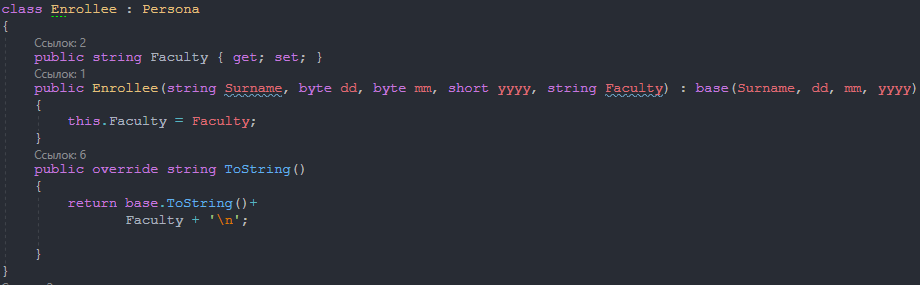 class Enrollee : Persona
{
Ссылок: 2
public string Faculty { get; set; }
Ссылок: 1
public Enrollee(string Surname, byte dd, byte mm, short yyyy, string Faculty) : base(Surname, dd, mm, yyyy)
{
this.Faculty = Faculty;
}
Ссылок: 6
public override string ToString()
{
return base.ToString()+
Faculty + '\n';
}
}